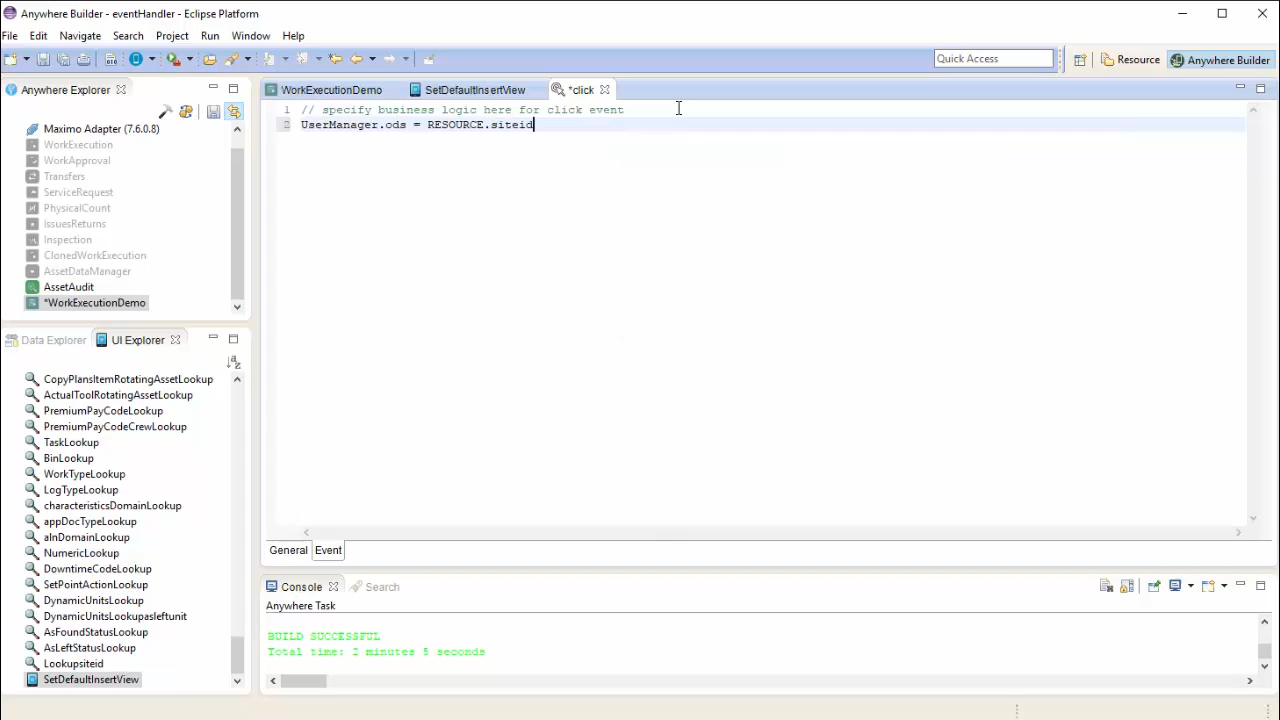 Anywhere Builder - eventHandler - Eclipse Platform
File Edit Navigate Search Project Run Window Help
Quick Access
Resource
Anywhere Builder
Anywhere Explorer
Maximo Adapter (7.6.0.8)
WorkExecution
WorkApproval
Transfers
ServiceRequest
PhysicalCount
IssuesReturns
Inspection
ClonedWorkExecution
AssetDataManager
AssetAudit
*WorkExecutionDemo
Data Explorer UI Explorer
CopyPlansItemRotatingAssetLookup
ActualToolRotatingAssetLookup
PremiumPayCodeLookup
PremiumPayCodeCrewLookup
TaskLookup
BinLookup
WorkTypeLookup
LogTypeLookup
characteristicsDomainLookup
appDocTypeLookup
alnDomainLookup
NumericLookup
DowntimeCodeLookup
SetPointActionLookup
DynamicUnitsLookup
DynamicUnitsLookupasleftunit
AsFoundStatusLookup
AsLeftStatusLookup
Lookupsiteid
SetDefaultInsertView
WorkExecutionDemo SetDefaultInsertView *click
1 // specify business logic here for click event
2 UserManager.ods = RESOURCE.siteid
General Event
Console Search
Anywhere Task
BUILD SUCCESSFUL
Total time: 2 minutes 5 seconds